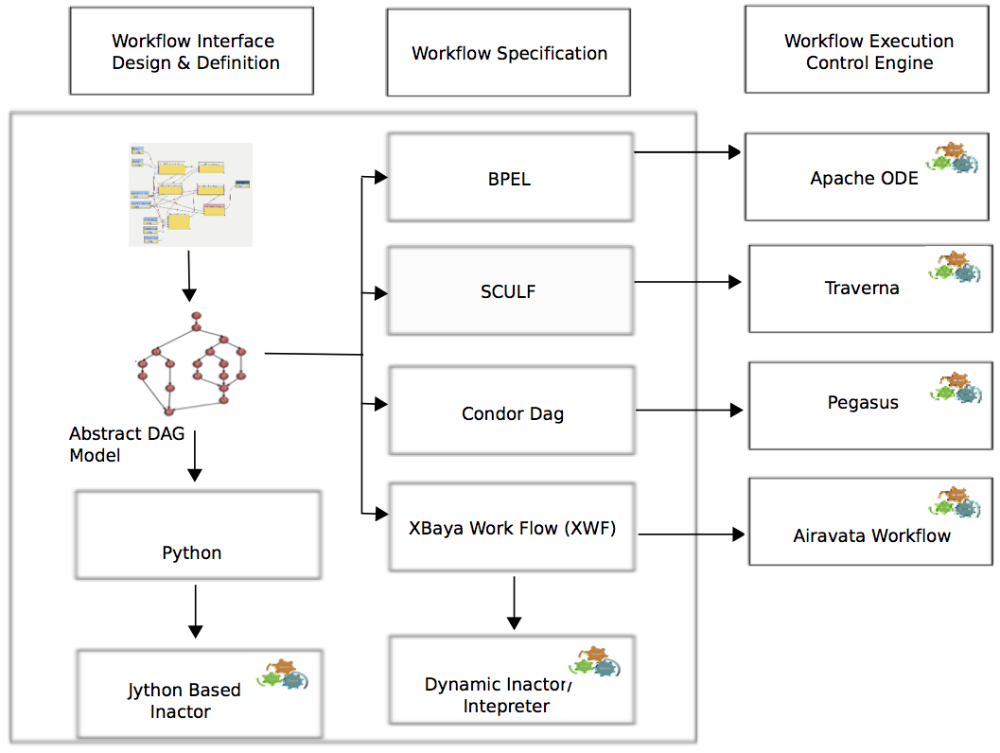 Workflow Interface
Design & Definition
Workflow Specification
Workflow Execution
Control Engine
BPEL
Apache ODE
SCULF
Traverna
Condor Dag
Pegasus
Abstract DAG
Model
XBaya Work Flow (XWF)
Airavata Workflow
Python
Jython Based
Inactor
Dynamic Inactor/
Intepreter